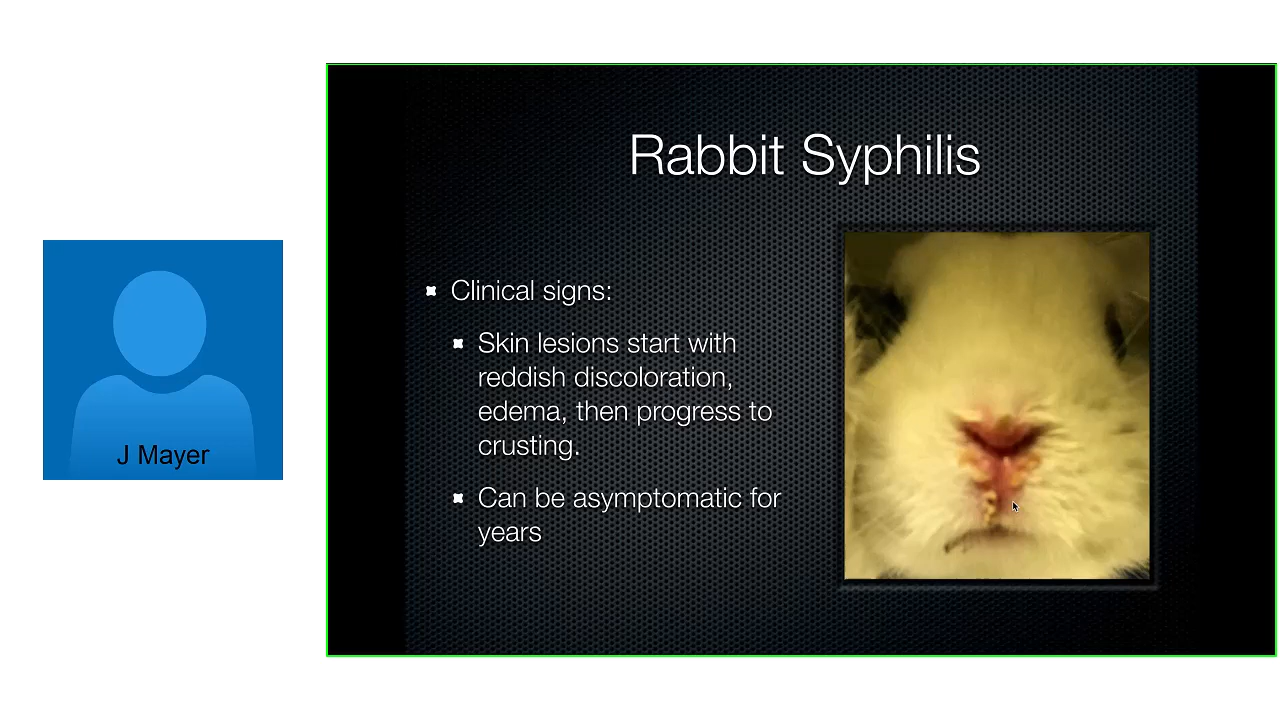 Rabbit Syphilis
Clinical signs:
Skin lesions start with
reddish discoloration,
edema, then progress to
crusting.
Can be asymptomatic for
years
J Mayer